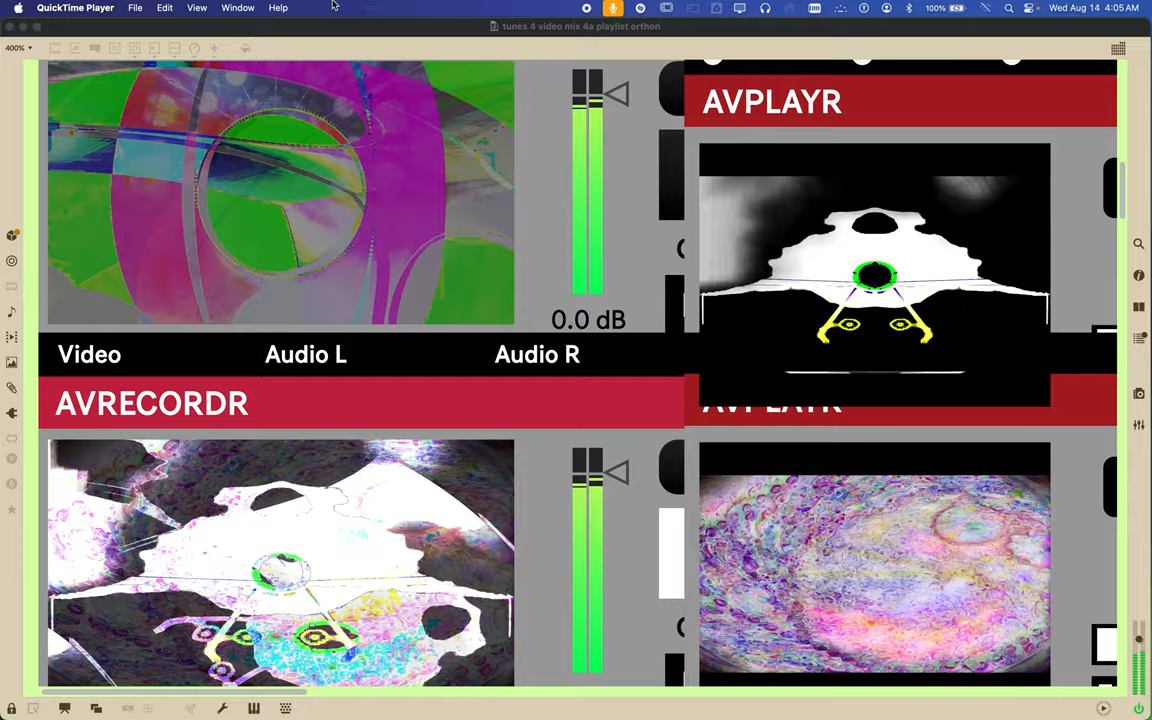 QuickTime Player File Edit View Window Help 100% Wed Aug 14 4:05 AM
tunes 4 video mix 4a playlist orthon
400%
AVPLAYR
0.0 dB
Video Audio L Audio R
AVRECORDR
AVPLAYR